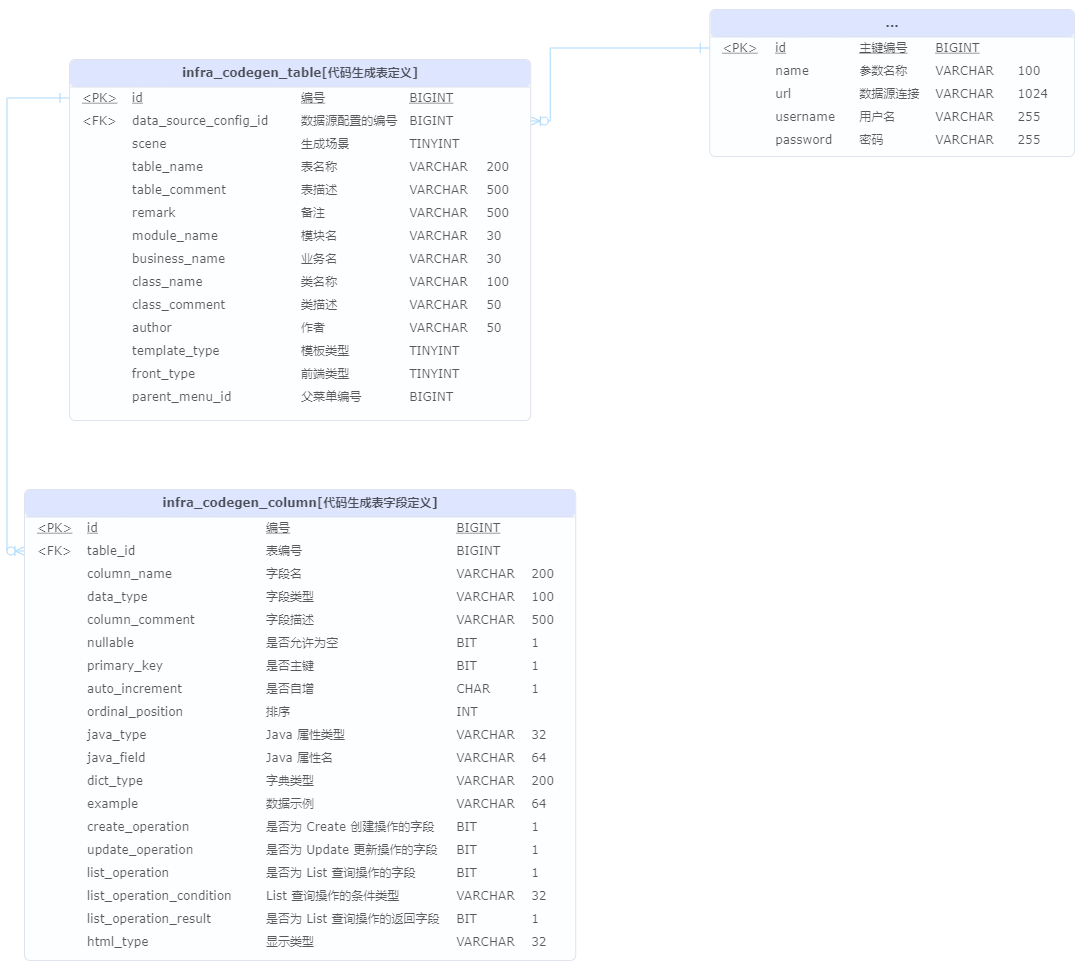 ...
<PK> id 主键编号 BIGINT
name 参数名称 VARCHAR 100
url 数据源连接 VARCHAR 1024
username 用户名 VARCHAR 255
password 密码 VARCHAR 255
infra_codegen_table[代码生成表定义]
<PK> id 编号 BIGINT
<FK> data_source_config_id 数据源配置的编号 BIGINT
scene 生成场景 TINYINT
table_name 表名称 VARCHAR 200
table_comment 表描述 VARCHAR 500
remark 备注 VARCHAR 500
module_name 模块名 VARCHAR 30
business_name 业务名 VARCHAR 30
class_name 类名称 VARCHAR 100
class_comment 类描述 VARCHAR 50
author 作者 VARCHAR 50
template_type 模板类型 TINYINT
front_type 前端类型 TINYINT
parent_menu_id 父菜单编号 BIGINT
infra_codegen_column[代码生成表字段定义]
<PK> id 编号 BIGINT
<FK> table_id 表编号 BIGINT
column_name 字段名 VARCHAR 200
data_type 字段类型 VARCHAR 100
column_comment 字段描述 VARCHAR 500
nullable 是否允许为空 BIT 1
primary_key 是否主键 BIT 1
auto_increment 是否自增 CHAR 1
ordinal_position 排序 INT
java_type Java 属性类型 VARCHAR 32
java_field Java 属性名 VARCHAR 64
dict_type 字典类型 VARCHAR 200
example 数据示例 VARCHAR 64
create_operation 是否为 Create 创建操作的字段 BIT 1
update_operation 是否为 Update 更新操作的字段 BIT 1
list_operation 是否为 List 查询操作的字段 BIT 1
list_operation_condition List 查询操作的条件类型 VARCHAR 32
list_operation_result 是否为 List 查询操作的返回字段 BIT 1
html_type 显示类型 VARCHAR 32